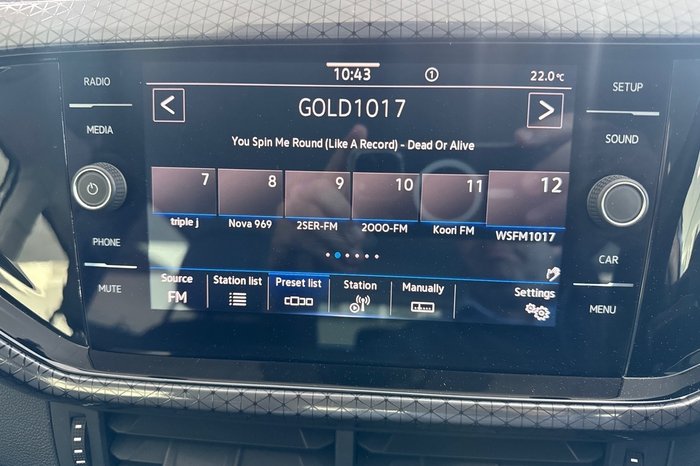 RADIO
MEDIA
PHONE
MUTE
10:43
1
22.0°C
GOLD1017
You Spin Me Round (Like A Record) - Dead Or Alive
7 8 9 10 11 12
triple j Nova 969 2SER-FM 2OOO-FM Koori FM WSFM1017
Source Station list Preset list Station Manually Settings
FM
SETUP
SOUND
CAR
MENU